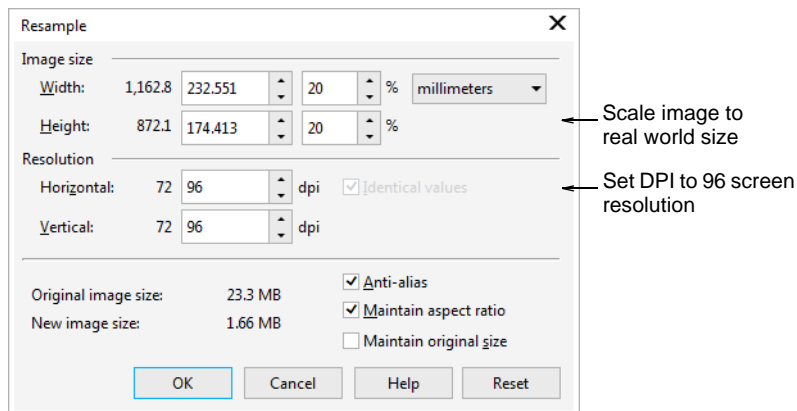 Resample
Image size
Width: 1,162.8 232.551 20 % millimeters
Height: 872.1 174.413 20 %
Scale image to
real world size
Resolution
Horizontal: 72 96 dpi Identical values
Set DPI to 96 screen
resolution
Vertical: 72 96 dpi
Original image size: 23.3 MB
New image size: 1.66 MB
Anti-alias
Maintain aspect ratio
Maintain original size
OK Cancel Help Reset